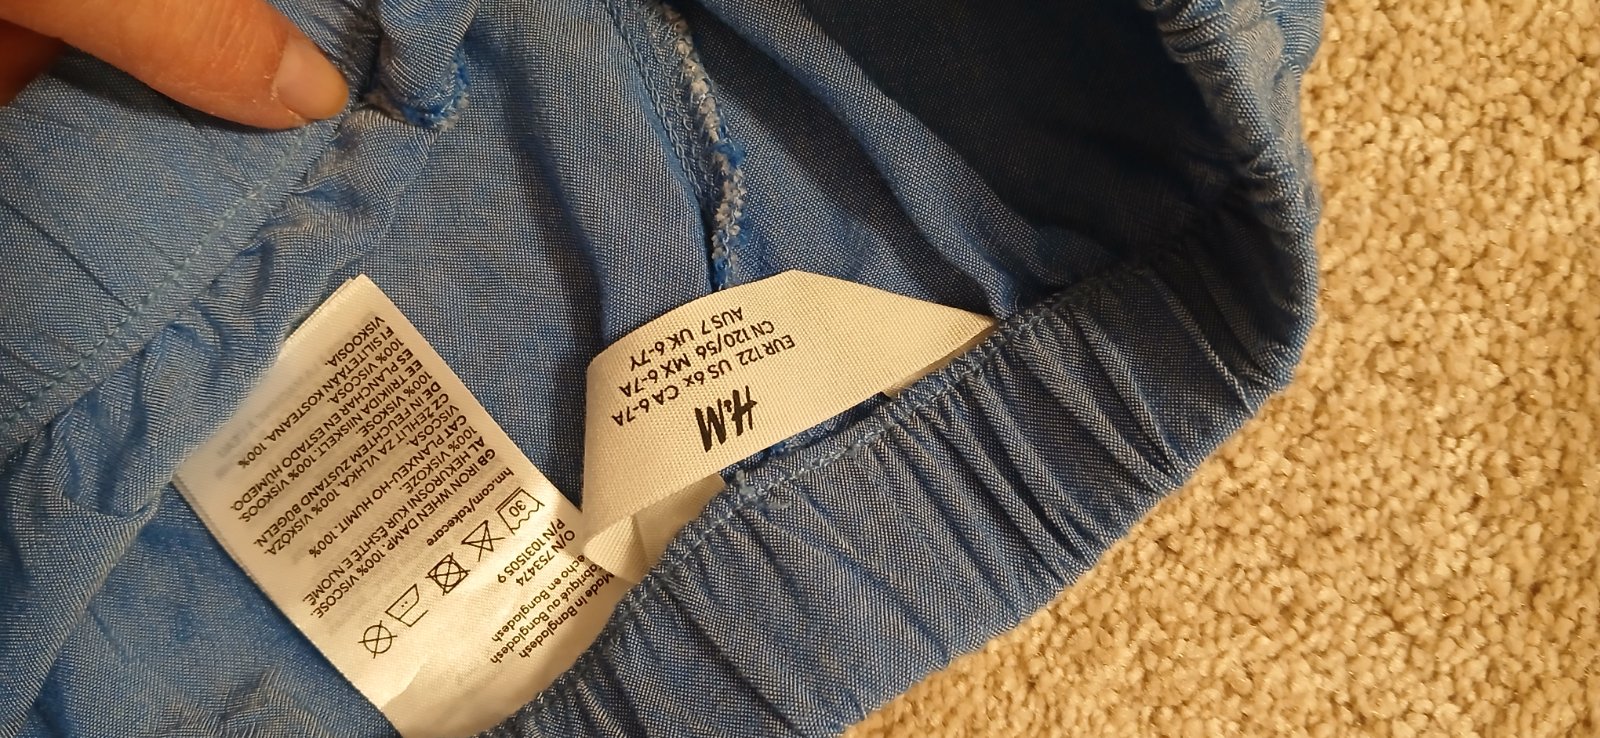 H&M
EUR 122 US 6x CA 6-7A
CN 120/56 MX 6-7A
AUS 7 UK 6-7Y
Made in Bangladesh
Fabriqué au Bangladesh
echo en Bangladesh
O/N 753474
P/N 1031505 9
30
hm.com/takecare
GB IRON WHEN DAMP. 100% VISCOSE.
AL HEKUROSNI KUR ËSHTË E NJOMË.
100% VISKOZË.
CAT PLANXEU-HO HUMIT. 100%
VISCOSA.
CZ ŽEHLIT ZA VLHKA. 100% VISKÓZA.
DE IN FEUCHTEM ZUSTAND BÜGELN.
100% VISKOSE.
EE TRIIKIDA NIISKELT. 100% VISKOOS.
ES PLANCHAR EN ESTADO HÚMEDO.
100% VISCOSA.
FI SILITETÄÄN KOSTEANA. 100%
VISKOOSIA.